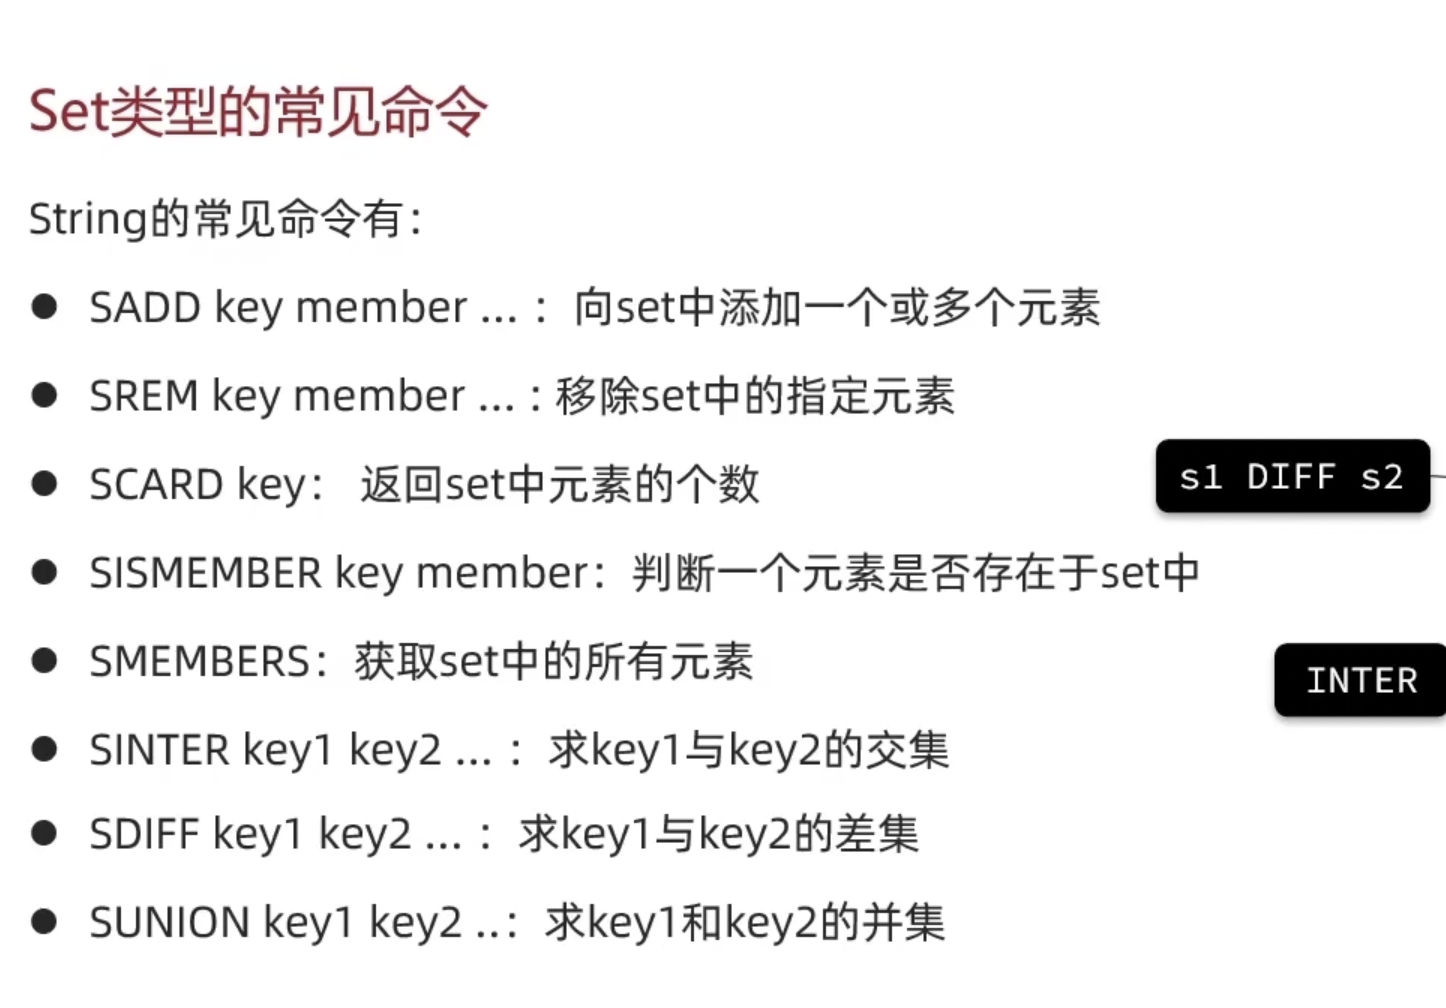 Set类型的常见命令
String的常见命令有：
● SADD key member ... ：向set中添加一个或多个元素
● SREM key member ... : 移除set中的指定元素
● SCARD key： 返回set中元素的个数
s1 DIFF s2
● SISMEMBER key member：判断一个元素是否存在于set中
● SMEMBERS：获取set中的所有元素
INTER
● SINTER key1 key2 ... ：求key1与key2的交集
● SDIFF key1 key2 ... ：求key1与key2的差集
● SUNION key1 key2 ..：求key1和key2的并集